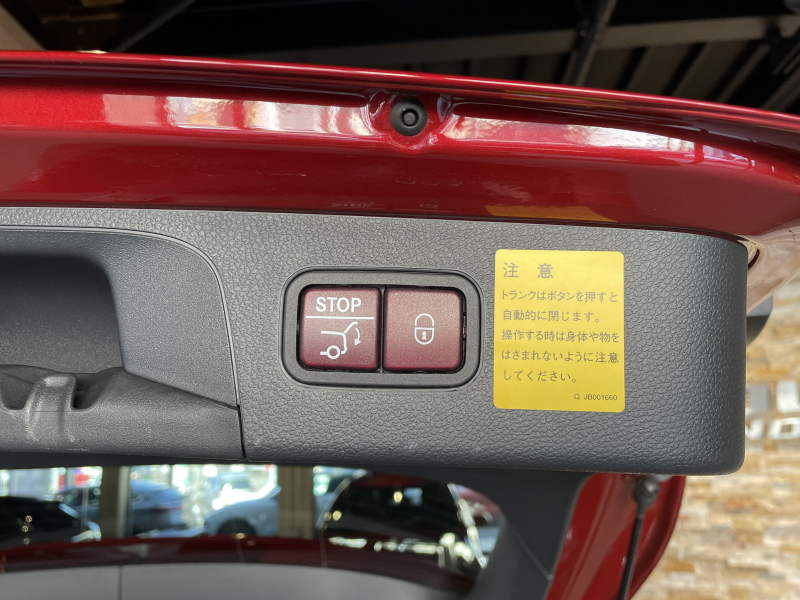 STOP
注 意
トランクはボタンを押すと
自動的に閉じます。
操作する時は身体や物を
はさまれないように注意
してください。
Q JB001660